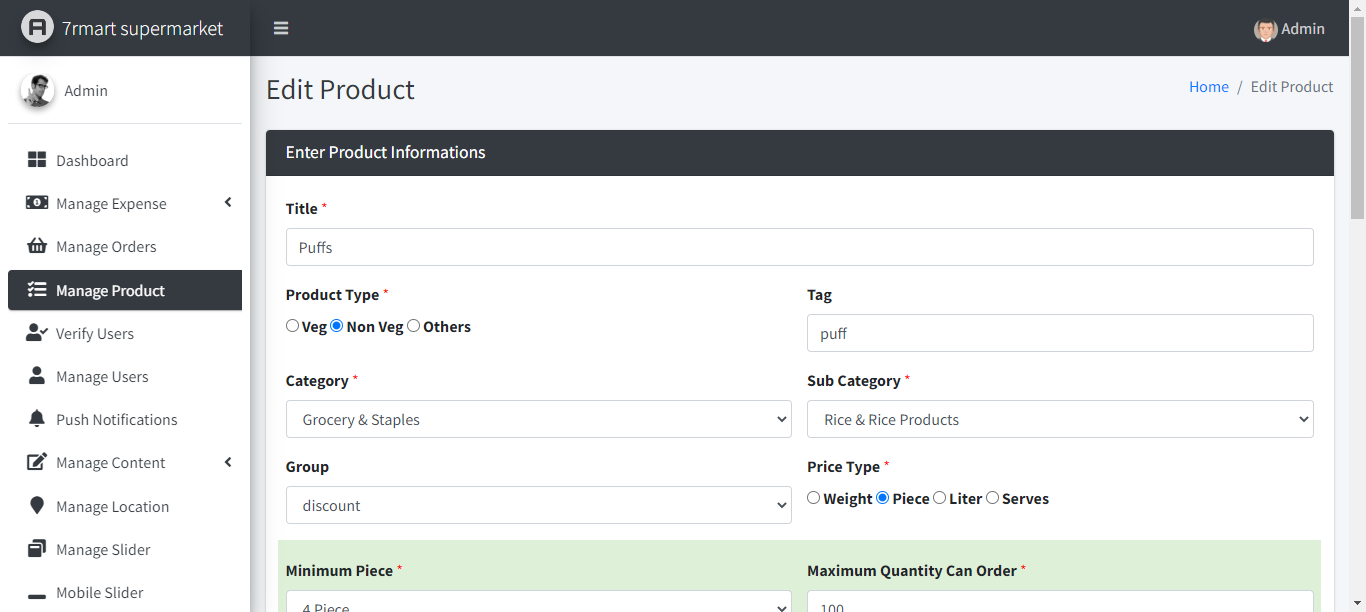 7rmart supermarket
Admin
Admin
Edit Product
Home / Edit Product
Dashboard
Manage Expense
Manage Orders
Manage Product
Verify Users
Manage Users
Push Notifications
Manage Content
Manage Location
Manage Slider
Mobile Slider
Enter Product Informations
Title *
Puffs
Product Type *
Veg Non Veg Others
Tag
puff
Category *
Grocery & Staples
Sub Category *
Rice & Rice Products
Group
discount
Price Type *
Weight Piece Liter Serves
Minimum Piece *
4 Piece
Maximum Quantity Can Order *
100